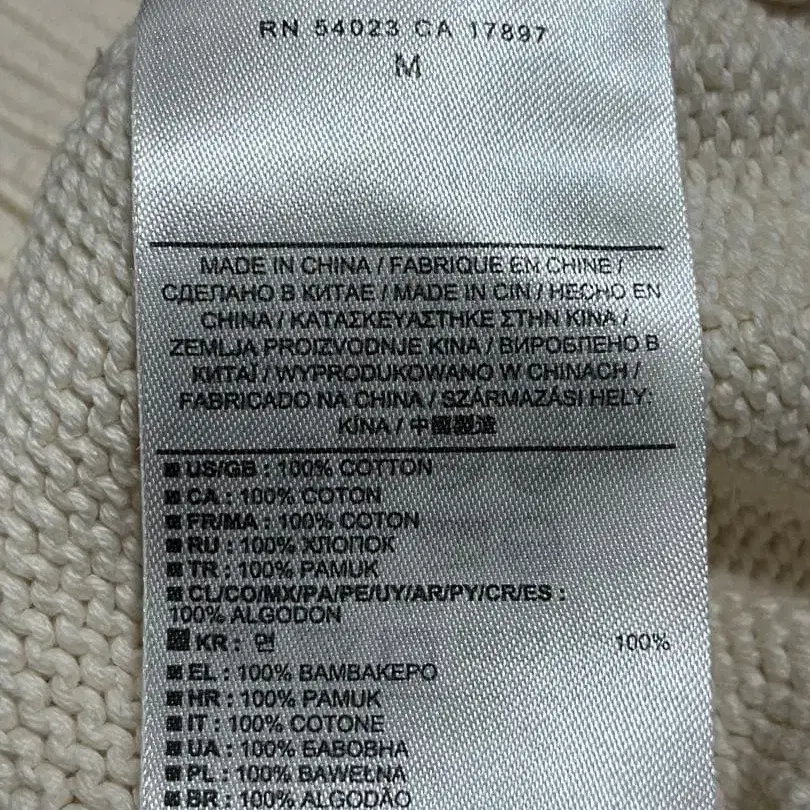 RN 54023 CA 17897
M
MADE IN CHINA / FABRIQUE EN CHINE /
СДЕЛАНО В КИТАЕ / MADE IN CIN / HECHO EN
CHINA / ΚΑΤΑΣΚΕΥΑΣΤΗΚΕ ΣΤΗΝ ΚΙΝΑ /
ZEMLJA PROIZVODNJE KINA / ВИРОБЛЕНО В
КИТАЇ / WYPRODUKOWANO W CHINACH /
FABRICADO NA CHINA / SZÁRMAZÁSI HELY:
KÍNA / 中國製造
US/GB : 100% COTTON
CA : 100% COTON
FR/MA : 100% COTON
RU : 100% ХЛОПОК
TR : 100% PAMUK
CL/CO/MX/PA/PE/UY/AR/PY/CR/ES :
100% ALGODON
KR : 면 100%
EL : 100% ΒΑΜΒΑΚΕΡΟ
HR : 100% PAMUK
IT : 100% COTONE
UA : 100% БАВОВНА
PL : 100% BAWEŁNA
BR : 100% ALGODÃO